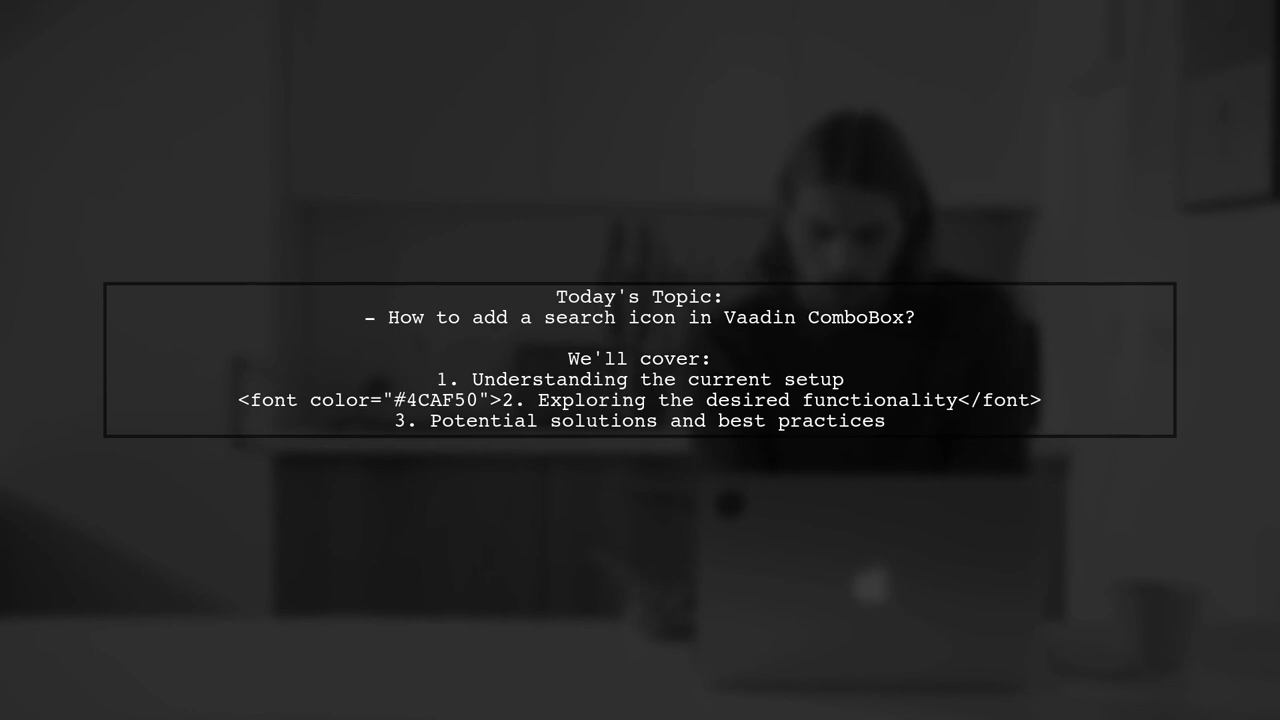 Today's Topic:
- How to add a search icon in Vaadin ComboBox?
We'll cover:
1. Understanding the current setup
<font color="#4CAF50">2. Exploring the desired functionality</font>
3. Potential solutions and best practices